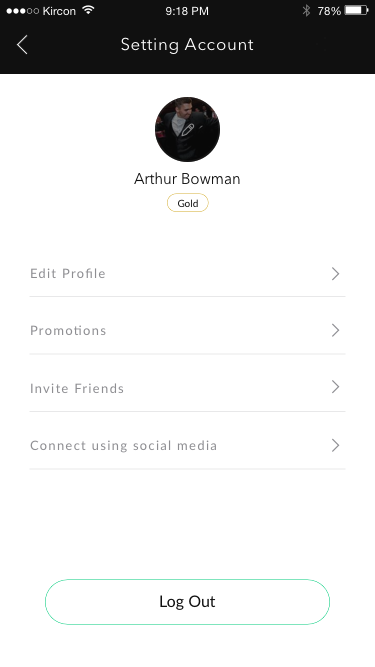 Kircon 9:18 PM 78%
Setting Account
Arthur Bowman
Gold
Edit Profile
Promotions
Invite Friends
Connect using social media
Log Out